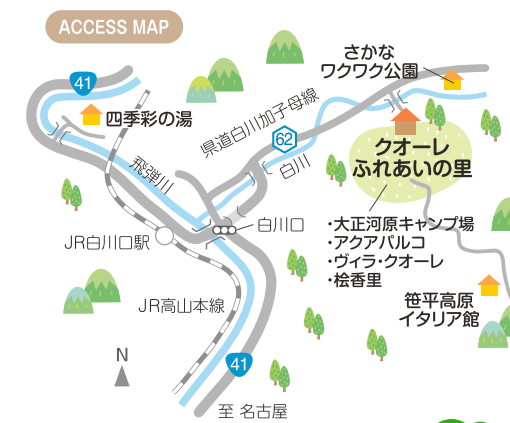 ACCESS MAP
さかな
ワクワク公園
41
四季彩の湯
県道白川加子母線
62
白川
飛騨川
クオーレ
ふれあいの里
・大正河原キャンプ場
・アクアパルコ
・ヴィラ・クオーレ
・桧香里
白川口
JR白川口駅
笹平高原
イタリア館
JR高山本線
N
41
至 名古屋